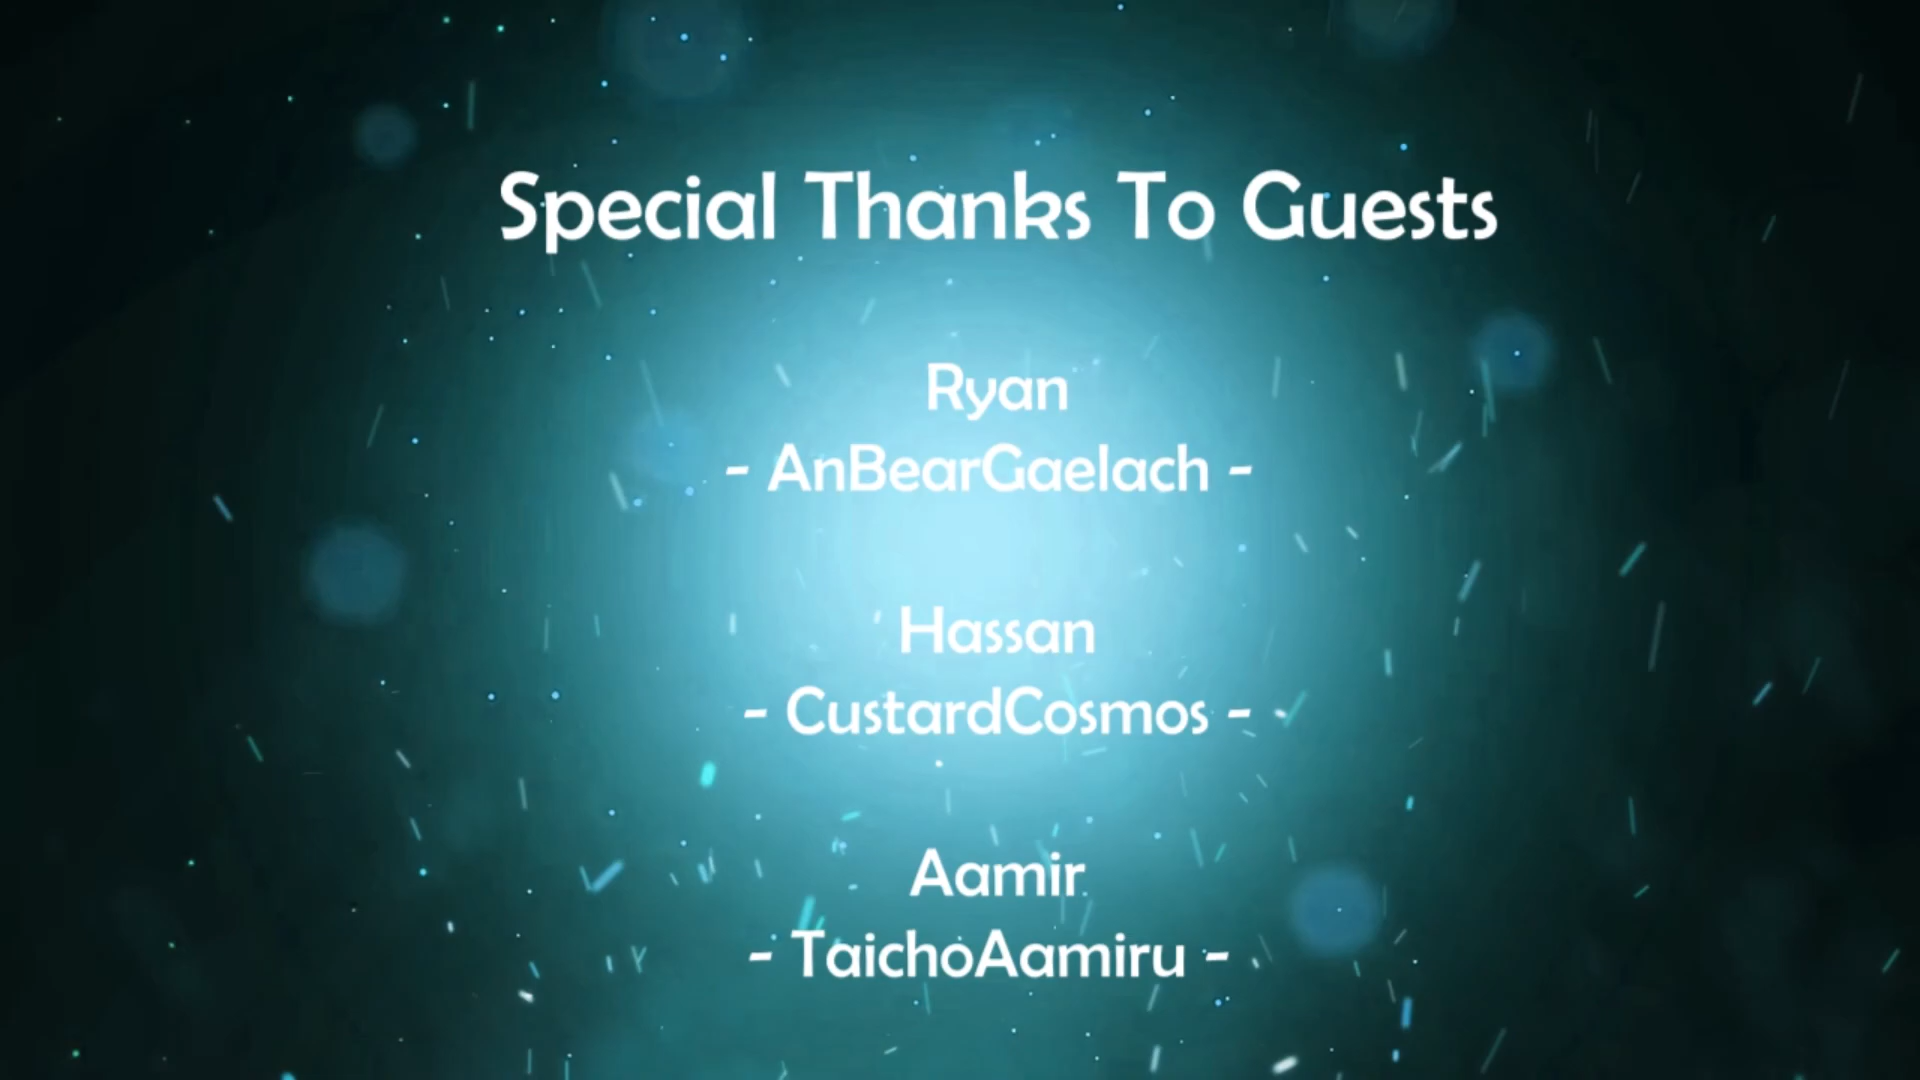 Special Thanks To Guests
Ryan
- AnBearGaelach -
Hassan
- CustardCosmos -
Aamir
- TaichoAamiru -